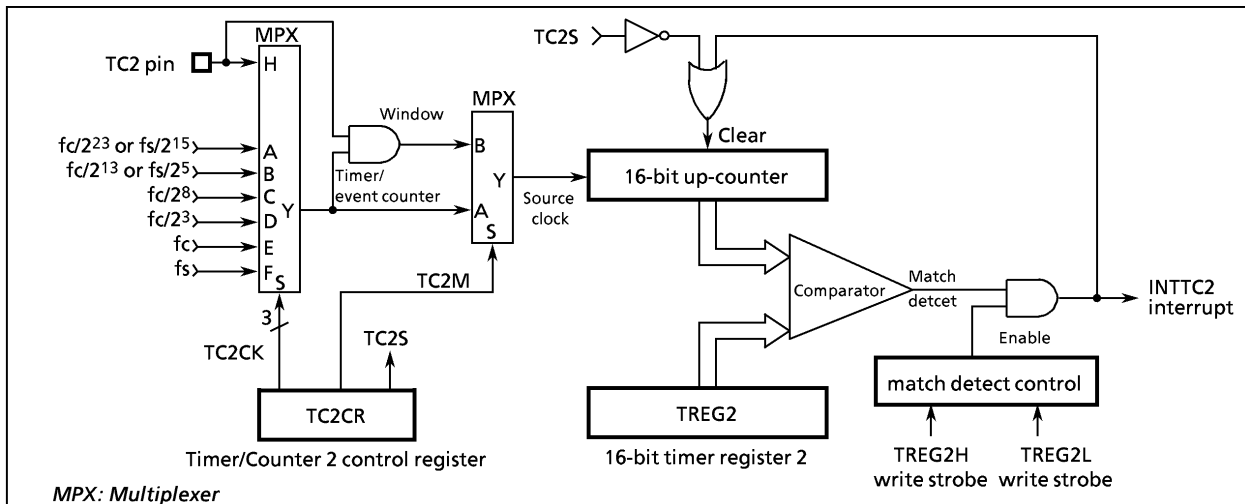 MPX
TC2 pin
H
fc/2²³ or fs/2¹⁵
A
fc/2¹³ or fs/2⁵
B
fc/2⁸
C
Y
fc/2³
D
fc
E
fs
F
S
3
TC2CK
Window
Timer/
event counter
MPX
B
Y
A
S
TC2M
TC2S
Source
clock
TC2CR
Timer/Counter 2 control register
TC2S
Clear
16-bit up-counter
Comparator
Match
detcet
Enable
INTTC2
interrupt
match detect control
TREG2
16-bit timer register 2
TREG2H
write strobe
TREG2L
write strobe
MPX: Multiplexer